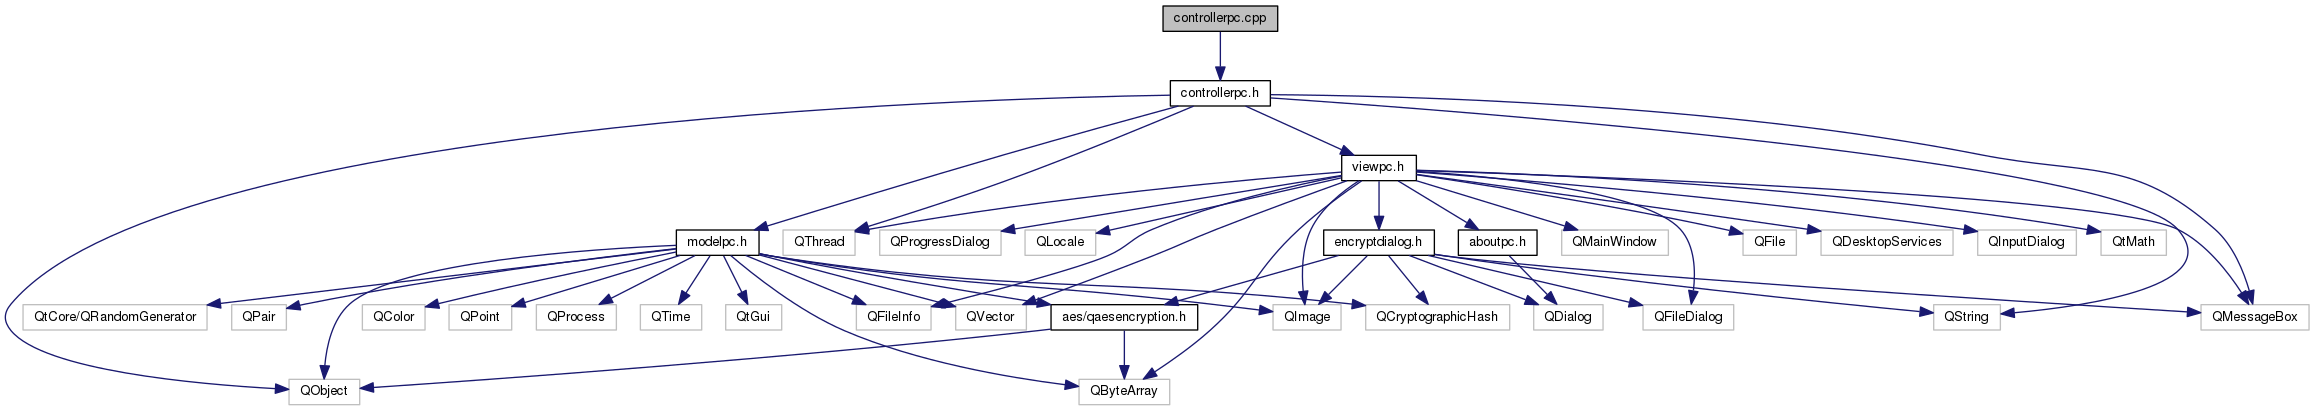 controllerpc.cpp
controllerpc.h
viewpc.h
modelpc.h
QThread
QProgressDialog
QLocale
encryptdialog.h
aboutpc.h
QMainWindow
QFile
QDesktopServices
QInputDialog
QtMath
QtCore/QRandomGenerator
QPair
QColor
QPoint
QProcess
QTime
QtGui
QFileInfo
QVector
aes/qaesencryption.h
QImage
QCryptographicHash
QDialog
QFileDialog
QString
QMessageBox
QObject
QByteArray